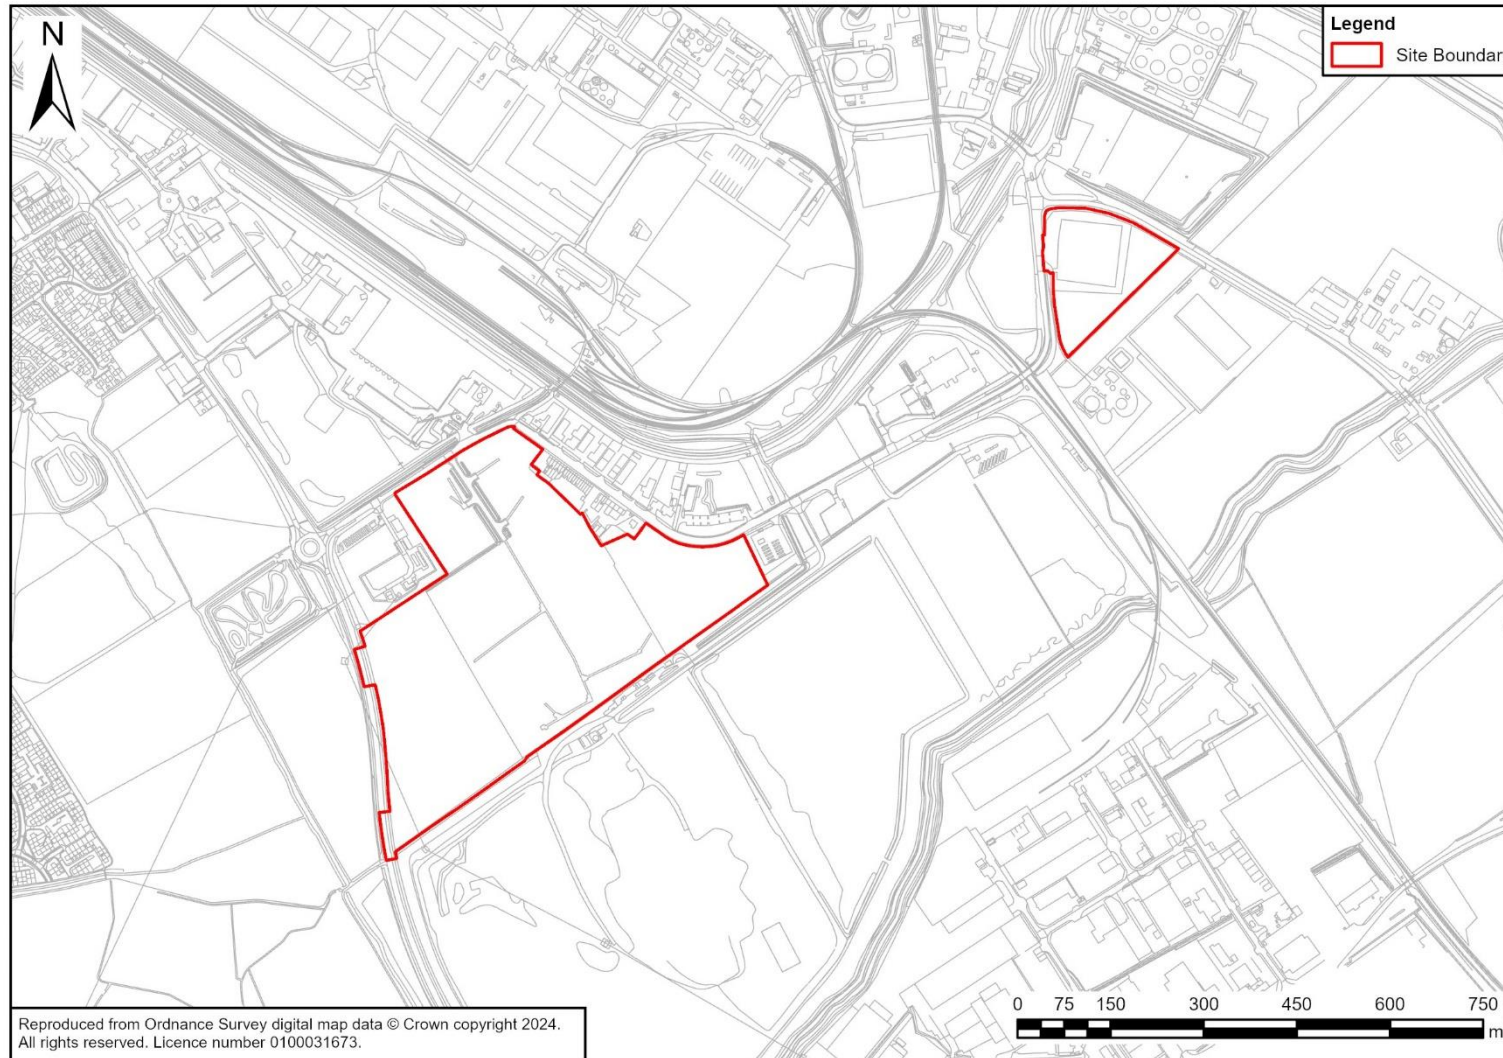 N
Legend
Site Boundar
0 75 150 300 450 600 750
m
Reproduced from Ordnance Survey digital map data © Crown copyright 2024.
All rights reserved. Licence number 0100031673.